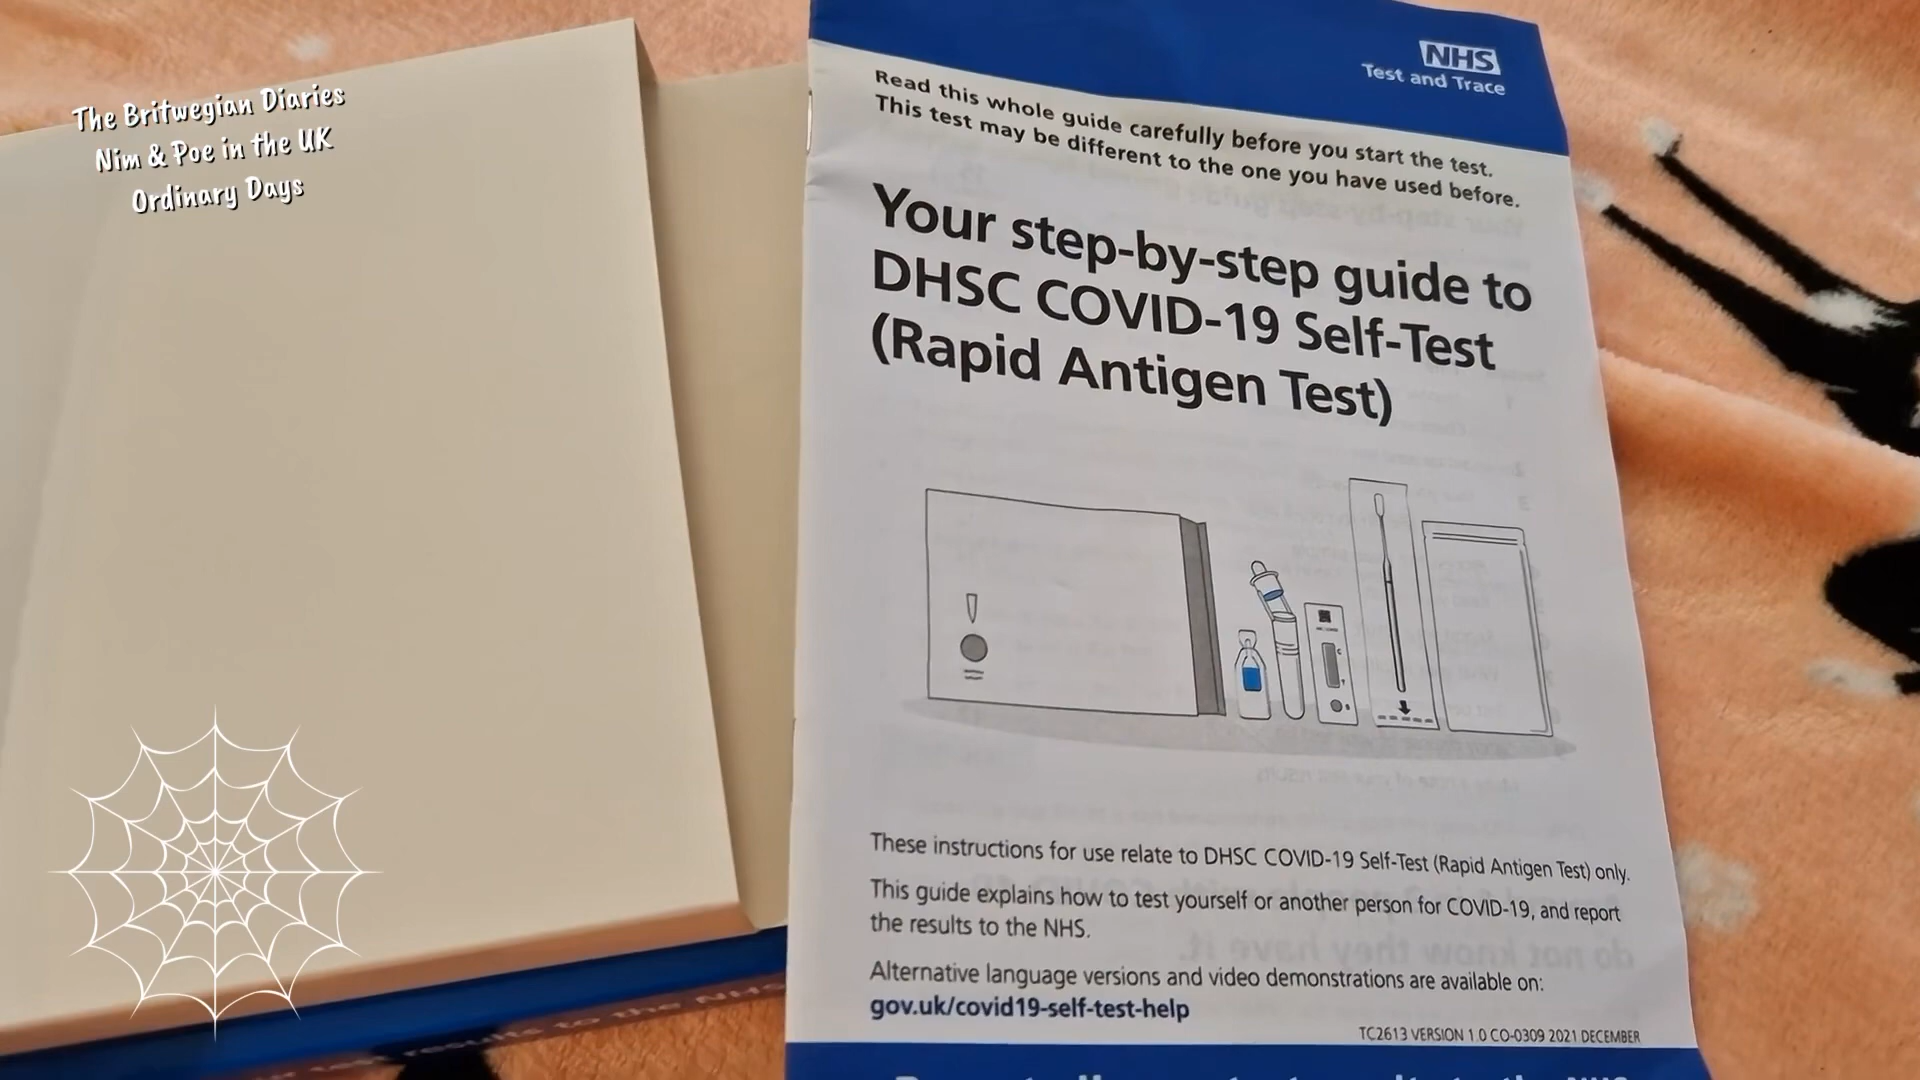 The Britwegian Diaries
Nim & Poe in the UK
Ordinary Days
NHS
Test and Trace
Read this whole guide carefully before you start the test.
This test may be different to the one you have used before.
Your step-by-step guide to
DHSC COVID-19 Self-Test
(Rapid Antigen Test)
These instructions for use relate to DHSC COVID-19 Self-Test (Rapid Antigen Test) only.
This guide explains how to test yourself or another person for COVID-19, and report
the results to the NHS.
Alternative language versions and video demonstrations are available on:
gov.uk/covid19-self-test-help
TC2613 VERSION 1.0 CO-0309 2021 DECEMBER
results to the NHS